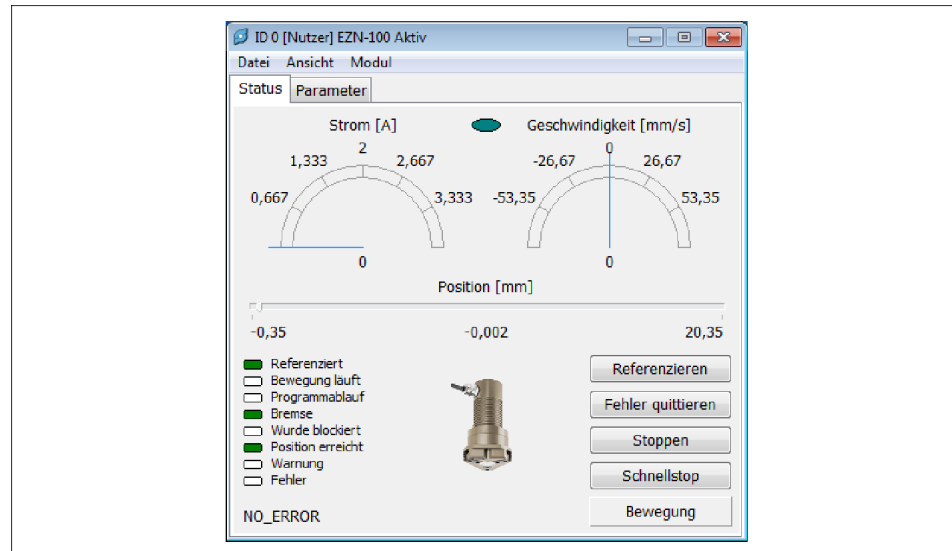 ID 0 [Nutzer] EZN-100 Aktiv
Datei Ansicht Modul
Status Parameter
Strom [A] Geschwindigkeit [mm/s]
2 0
1,333 2,667 -26,67 26,67
0,667 3,333 -53,35 53,35
0 0
Position [mm]
-0,35 -0,002 20,35
Referenziert
Bewegung läuft
Programmablauf
Bremse
Wurde blockiert
Position erreicht
Warnung
Fehler
NO_ERROR
Referenzieren
Fehler quittieren
Stoppen
Schnellstop
Bewegung